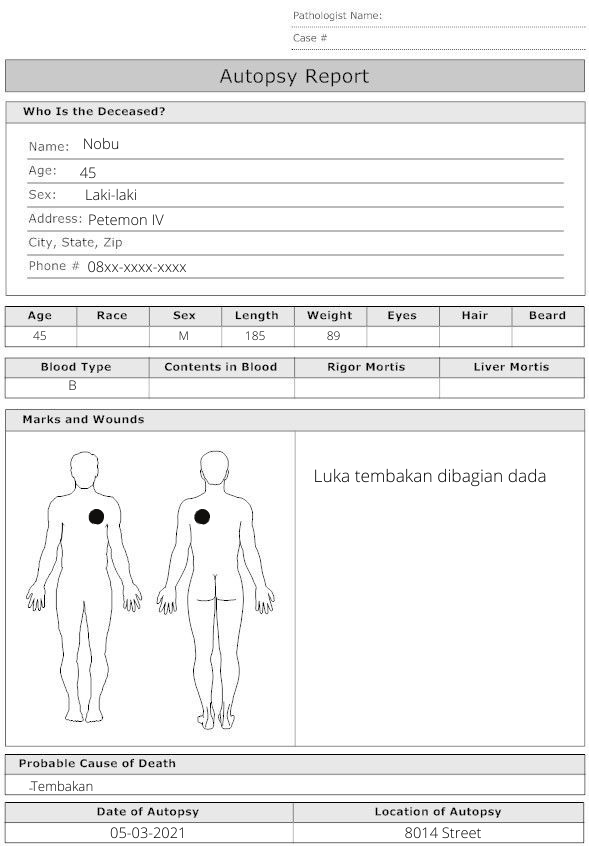 Pathologist Name:
Case #
Autopsy Report
Who Is the Deceased?
Name: Nobu
Age: 45
Sex: Laki-laki
Address: Petemon IV
City, State, Zip
Phone # 08xx-xxxx-xxxx
Age Race Sex Length Weight Eyes Hair Beard
45 M 185 89
Blood Type Contents in Blood Rigor Mortis Liver Mortis
B
Marks and Wounds
Luka tembakan dibagian dada
Probable Cause of Death
-Tembakan
Date of Autopsy Location of Autopsy
05-03-2021 8014 Street